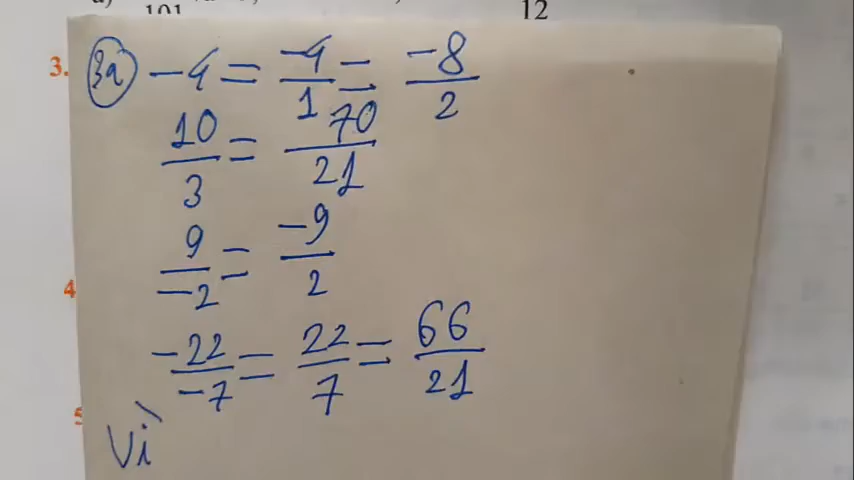 101
12
3.
3a -4 = -4/1 = -8/2
10/3 = 70/21
9/-2 = -9/2
4
-22/-7 = 22/7 = 66/21
5
Vì